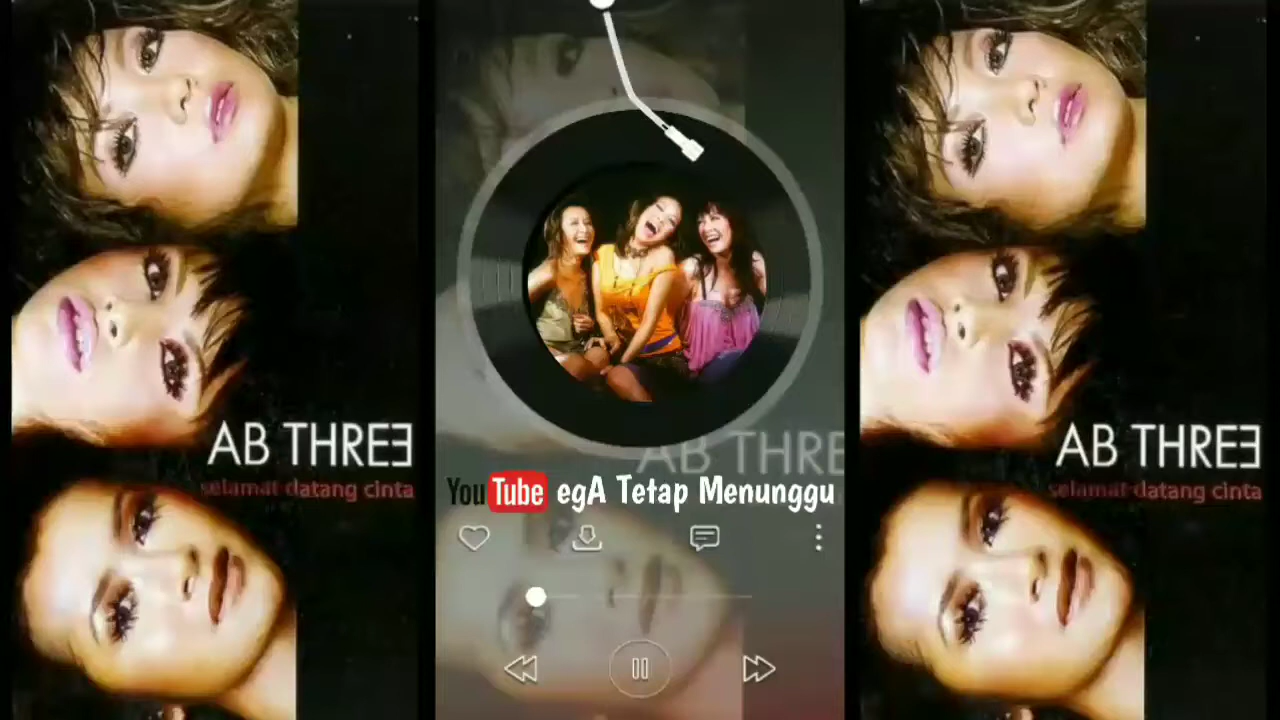 AB THREE
selamat datang cinta
AB THRE
YouTube egA Tetap Menunggu
AB THREE
selamat datang cinta